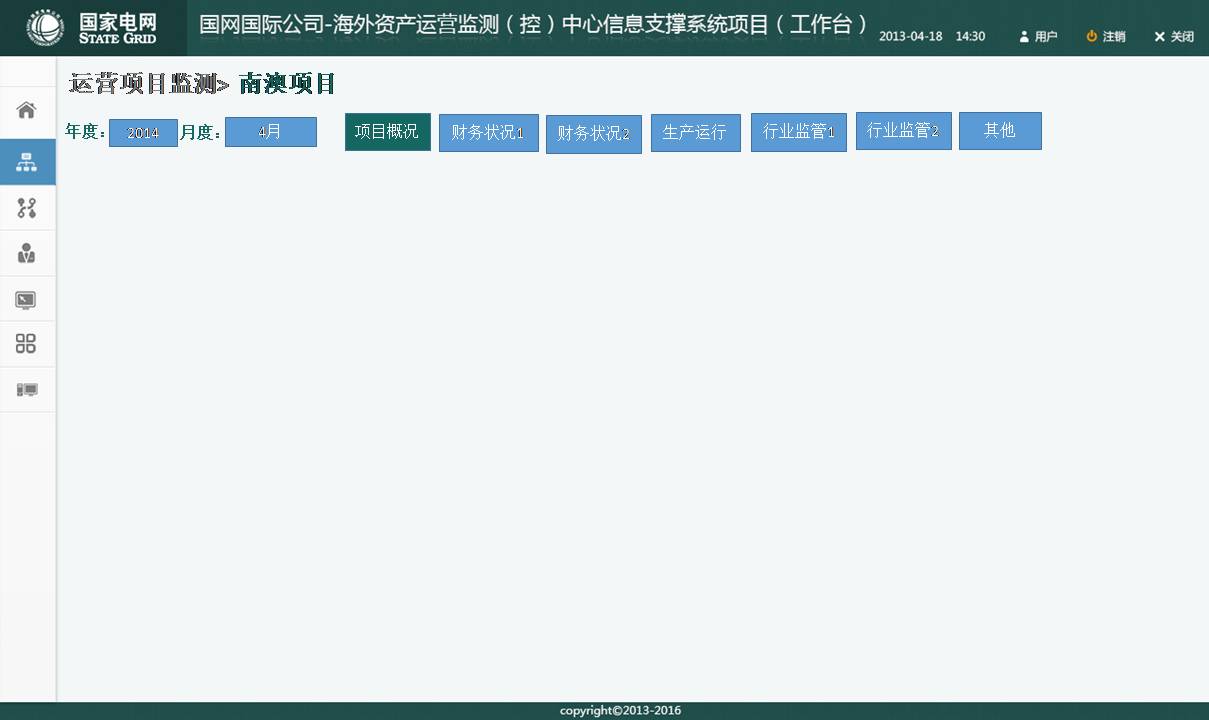 国家电网
STATE GRID
国网国际公司-海外资产运营监测（控）中心信息支撑系统项目（工作台）
2013-04-18 14:30 用户 注销 关闭
运营项目监测> 南澳项目
年度： 2014 月度： 4月 项目概况 财务状况1 财务状况2 生产运行 行业监管1 行业监管2 其他
copyright©2013-2016